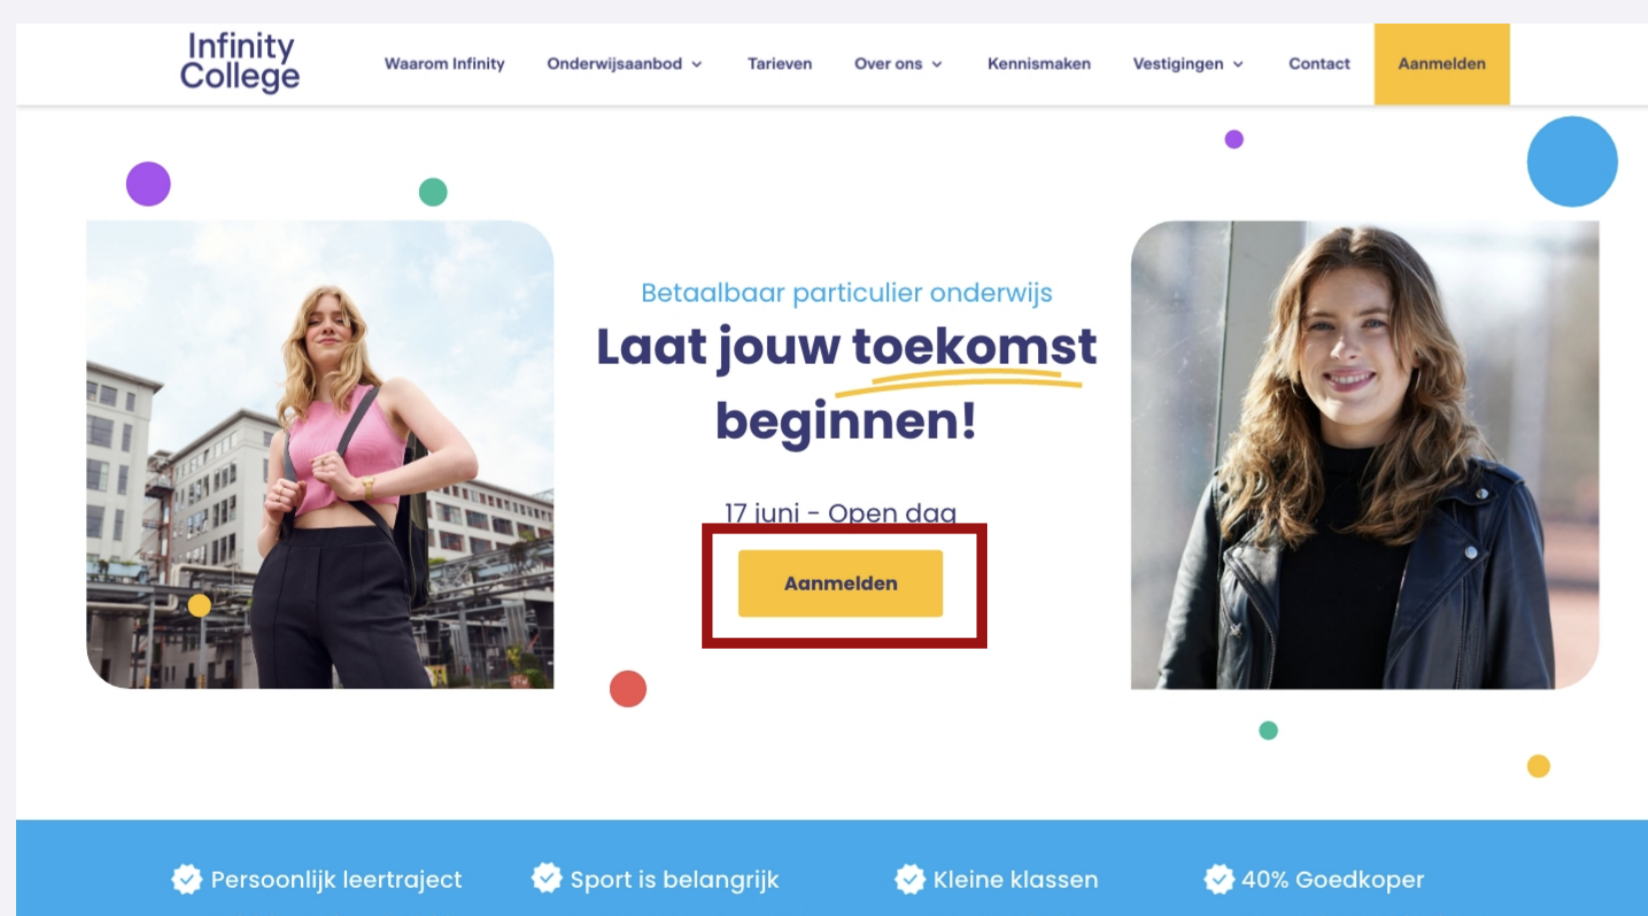 Infinity
College
Waarom Infinity
Onderwijsaanbod
Tarieven
Over ons
Kennismaken
Vestigingen
Contact
Aanmelden
Betaalbaar particulier onderwijs
Laat jouw toekomst
beginnen!
17 juni - Open dag
Aanmelden
Persoonlijk leertraject
Sport is belangrijk
Kleine klassen
40% Goedkoper